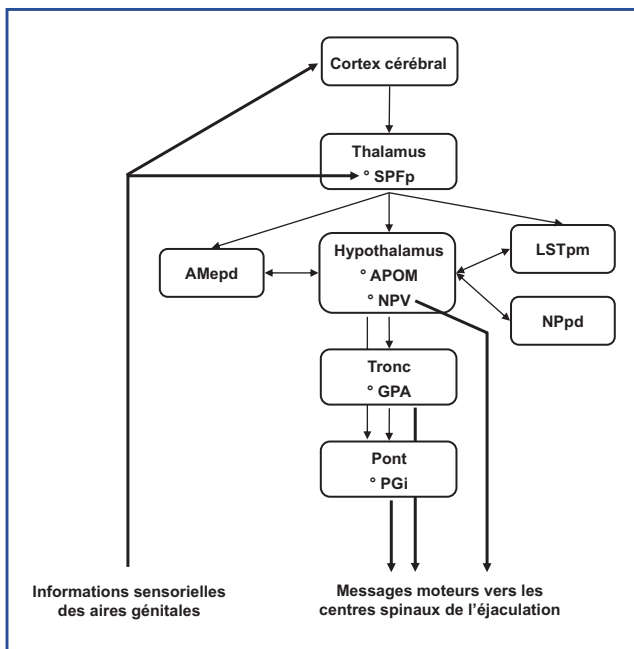 Cortex cérébral
Thalamus
° SPFp
AMepd
Hypothalamus
° APOM
° NPV
LSTpm
NPpd
Tronc
° GPA
Pont
° PGi
Informations sensorielles
des aires génitales
Messages moteurs vers les
centres spinaux de l'éjaculation